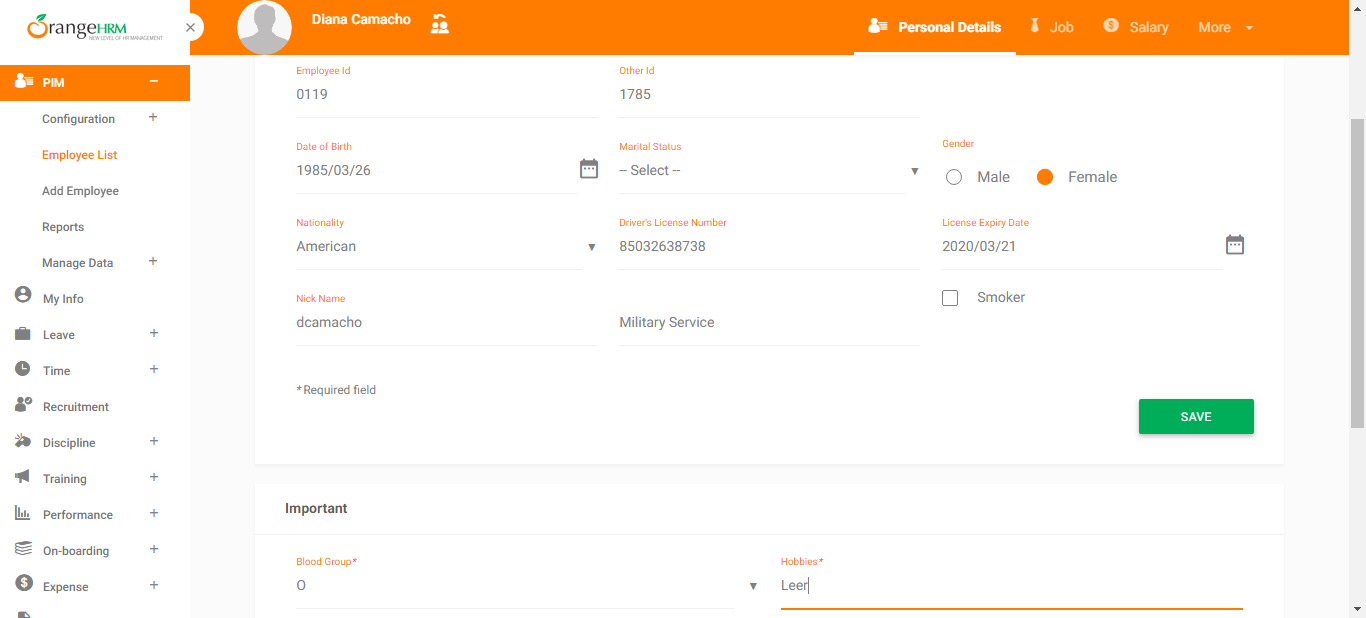 OrangeHRM
NEW LEVEL OF HR MANAGEMENT
Diana Camacho
Personal Details
Job
Salary
More
PIM
Configuration
Employee List
Add Employee
Reports
Manage Data
My Info
Leave
Time
Recruitment
Discipline
Training
Performance
On-boarding
Expense
Employee Id
Other Id
0119
1785
Date of Birth
Marital Status
Gender
1985/03/26
-- Select --
Male
Female
Nationality
Driver's License Number
License Expiry Date
American
85032638738
2020/03/21
Nick Name
Smoker
dcamacho
Military Service
* Required field
SAVE
Important
Blood Group*
Hobbies*
O
Leer